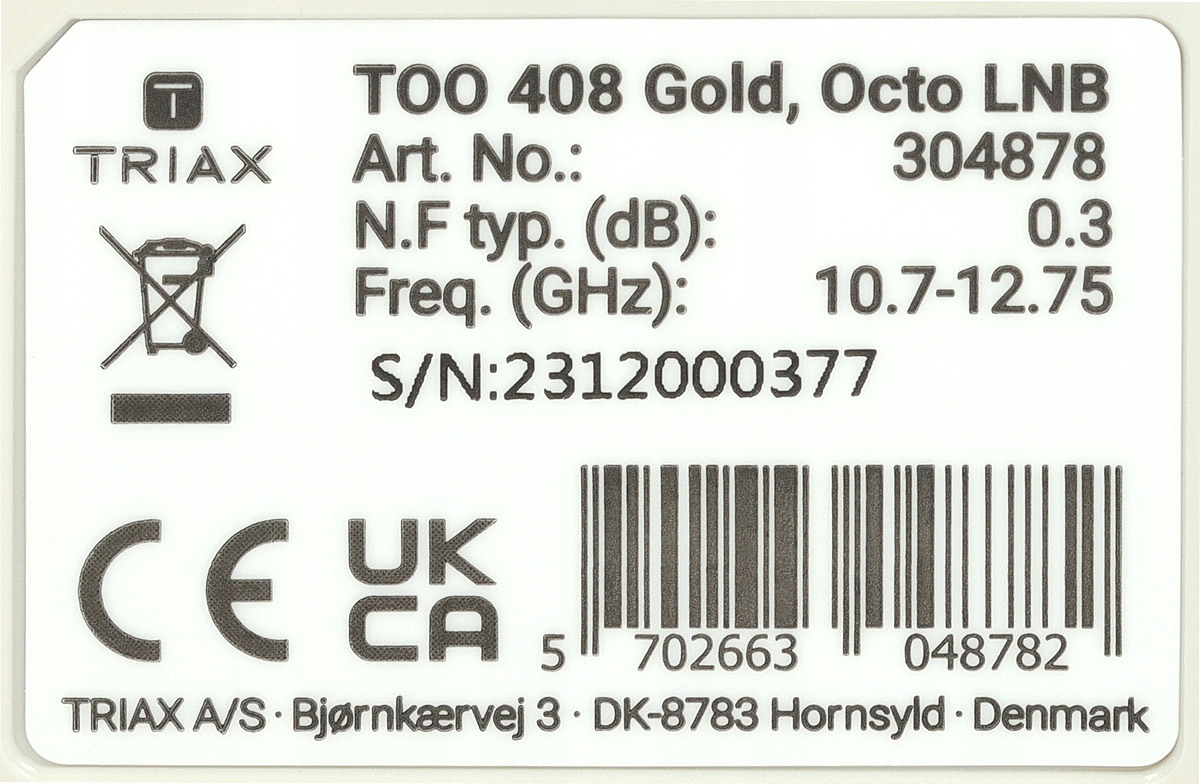 TRIAX
TOO 408 Gold, Octo LNB
Art. No.: 304878
N.F typ. (dB): 0.3
Freq. (GHz): 10.7-12.75
S/N:2312000377
CE
UK
CA
5 702663 048782
TRIAX A/S · Bjørnkærvej 3 · DK-8783 Hornsyld · Denmark